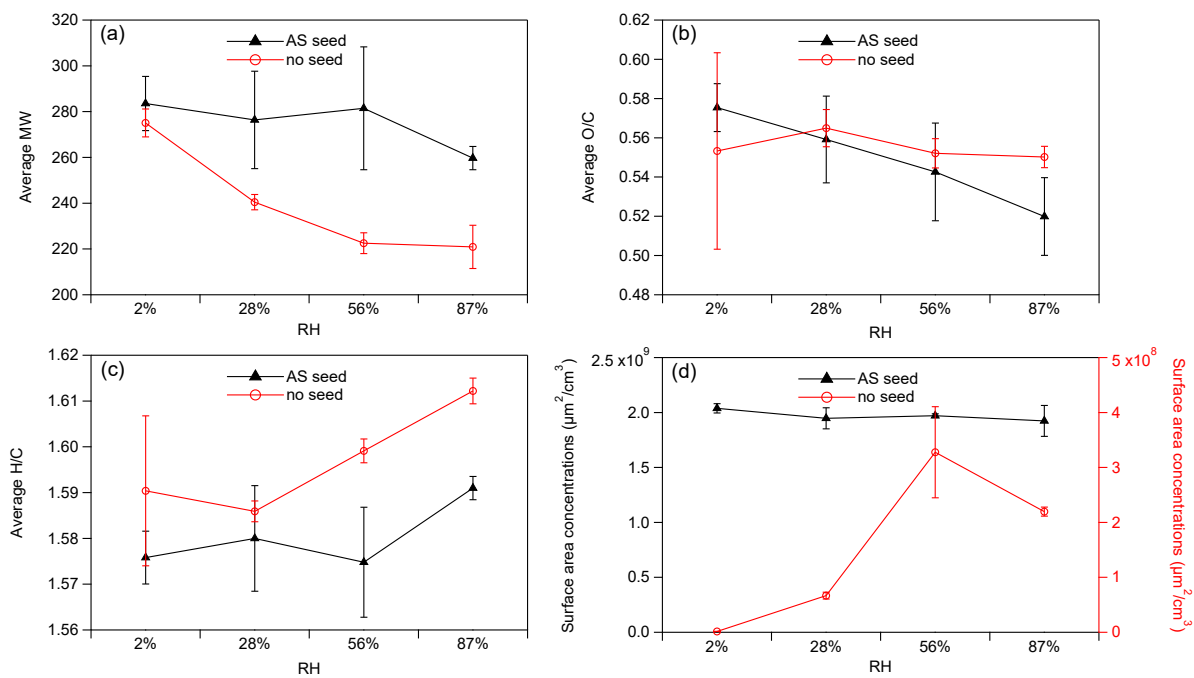 (a)
AS seed
no seed
320
300
280
260
240
220
200
Average MW
2%
28%
56%
87%
RH
(b)
AS seed
no seed
0.62
0.60
0.58
0.56
0.54
0.52
0.50
0.48
Average O/C
2%
28%
56%
87%
RH
(c)
AS seed
no seed
1.62
1.61
1.60
1.59
1.58
1.57
1.56
Average H/C
2%
28%
56%
87%
RH
(d)
AS seed
no seed
2.5 x10⁹
2.0
1.5
1.0
0.5
0.0
Surface area concentrations (μm²/cm³)
5 x10⁸
4
3
2
1
0
Surface area concentrations (μm²/cm³)
2%
28%
56%
87%
RH